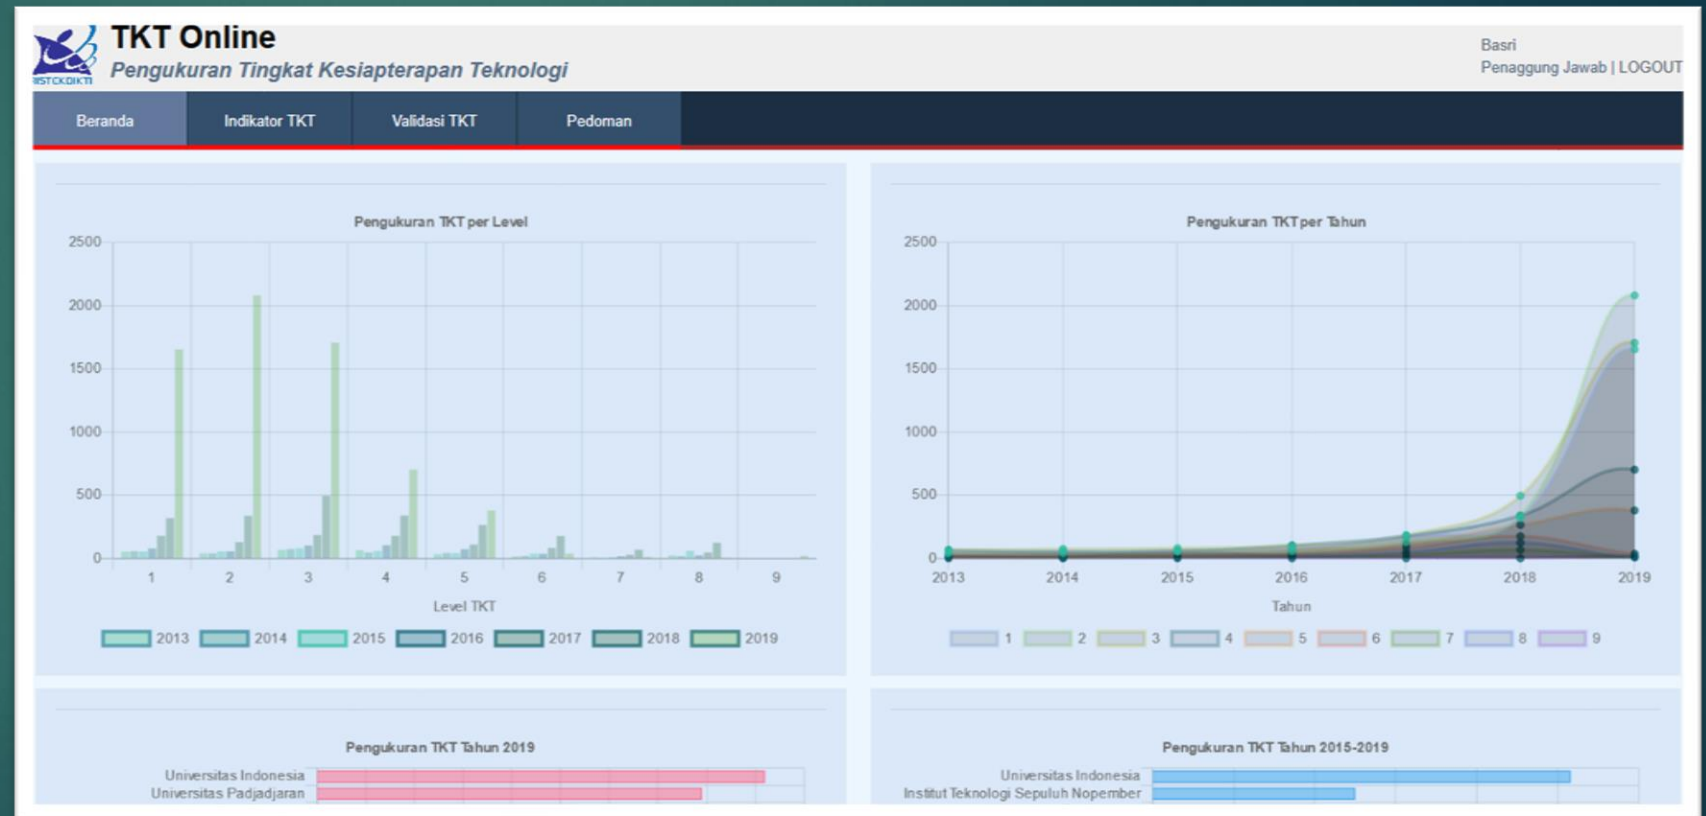 TKT Online
Pengukuran Tingkat Kesiapterapan Teknologi
RISTEKDIKTI
Basri
Penaggung Jawab | LOGOUT
Beranda Indikator TKT Validasi TKT Pedoman
Pengukuran TKT per Level
2500
2000
1500
1000
500
0
1 2 3 4 5 6 7 8 9
Level TKT
2013 2014 2015 2016 2017 2018 2019
Pengukuran TKT per Tahun
2500
2000
1500
1000
500
0
2013 2014 2015 2016 2017 2018 2019
Tahun
1 2 3 4 5 6 7 8 9
Pengukuran TKT Tahun 2019
Universitas Indonesia
Universitas Padjadjaran
Pengukuran TKT Tahun 2015-2019
Universitas Indonesia
Institut Teknologi Sepuluh Nopember